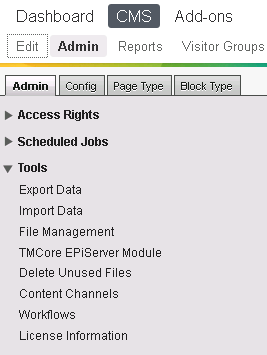 Dashboard CMS Add-ons
Edit Admin Reports Visitor Groups
Admin Config Page Type Block Type
Access Rights
Scheduled Jobs
Tools
Export Data
Import Data
File Management
TMCore EPiServer Module
Delete Unused Files
Content Channels
Workflows
License Information